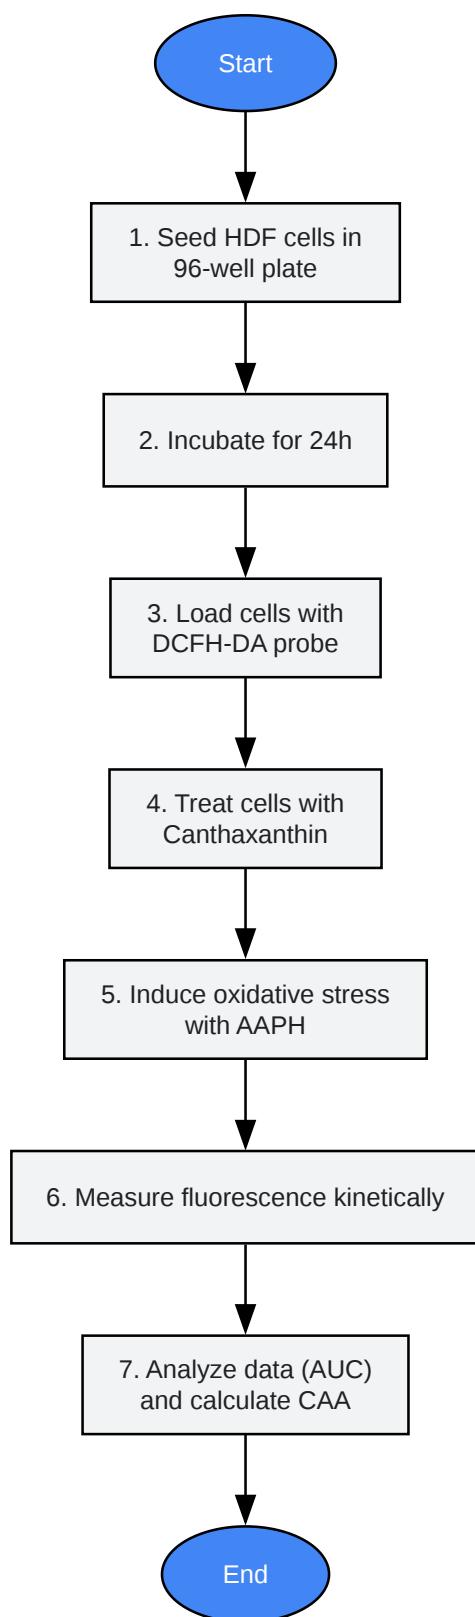 Start
1. Seed HDF cells in
96-well plate
2. Incubate for 24h
3. Load cells with
DCFH-DA probe
4. Treat cells with
Canthaxanthin
5. Induce oxidative stress
with AAPH
6. Measure fluorescence kinetically
7. Analyze data (AUC)
and calculate CAA
End